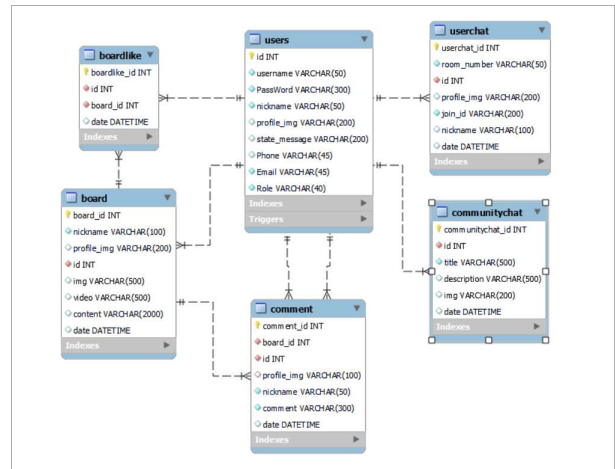 boardlike
boardlike_id INT
id INT
board_id INT
date DATETIME
Indexes
users
id INT
username VARCHAR(50)
PassWord VARCHAR(300)
nickname VARCHAR(50)
profile_img VARCHAR(200)
state_message VARCHAR(200)
Phone VARCHAR(45)
Email VARCHAR(45)
Role VARCHAR(40)
Indexes
Triggers
userchat
userchat_id INT
room_number VARCHAR(50)
id INT
profile_img VARCHAR(200)
join_id VARCHAR(200)
nickname VARCHAR(100)
date DATETIME
Indexes
board
board_id INT
nickname VARCHAR(100)
profile_img VARCHAR(200)
id INT
img VARCHAR(500)
video VARCHAR(500)
content VARCHAR(2000)
date DATETIME
Indexes
communitychat
communitychat_id INT
id INT
title VARCHAR(500)
description VARCHAR(500)
img VARCHAR(200)
date DATETIME
Indexes
comment
comment_id INT
board_id INT
id INT
profile_img VARCHAR(100)
nickname VARCHAR(50)
comment VARCHAR(300)
date DATETIME
Indexes